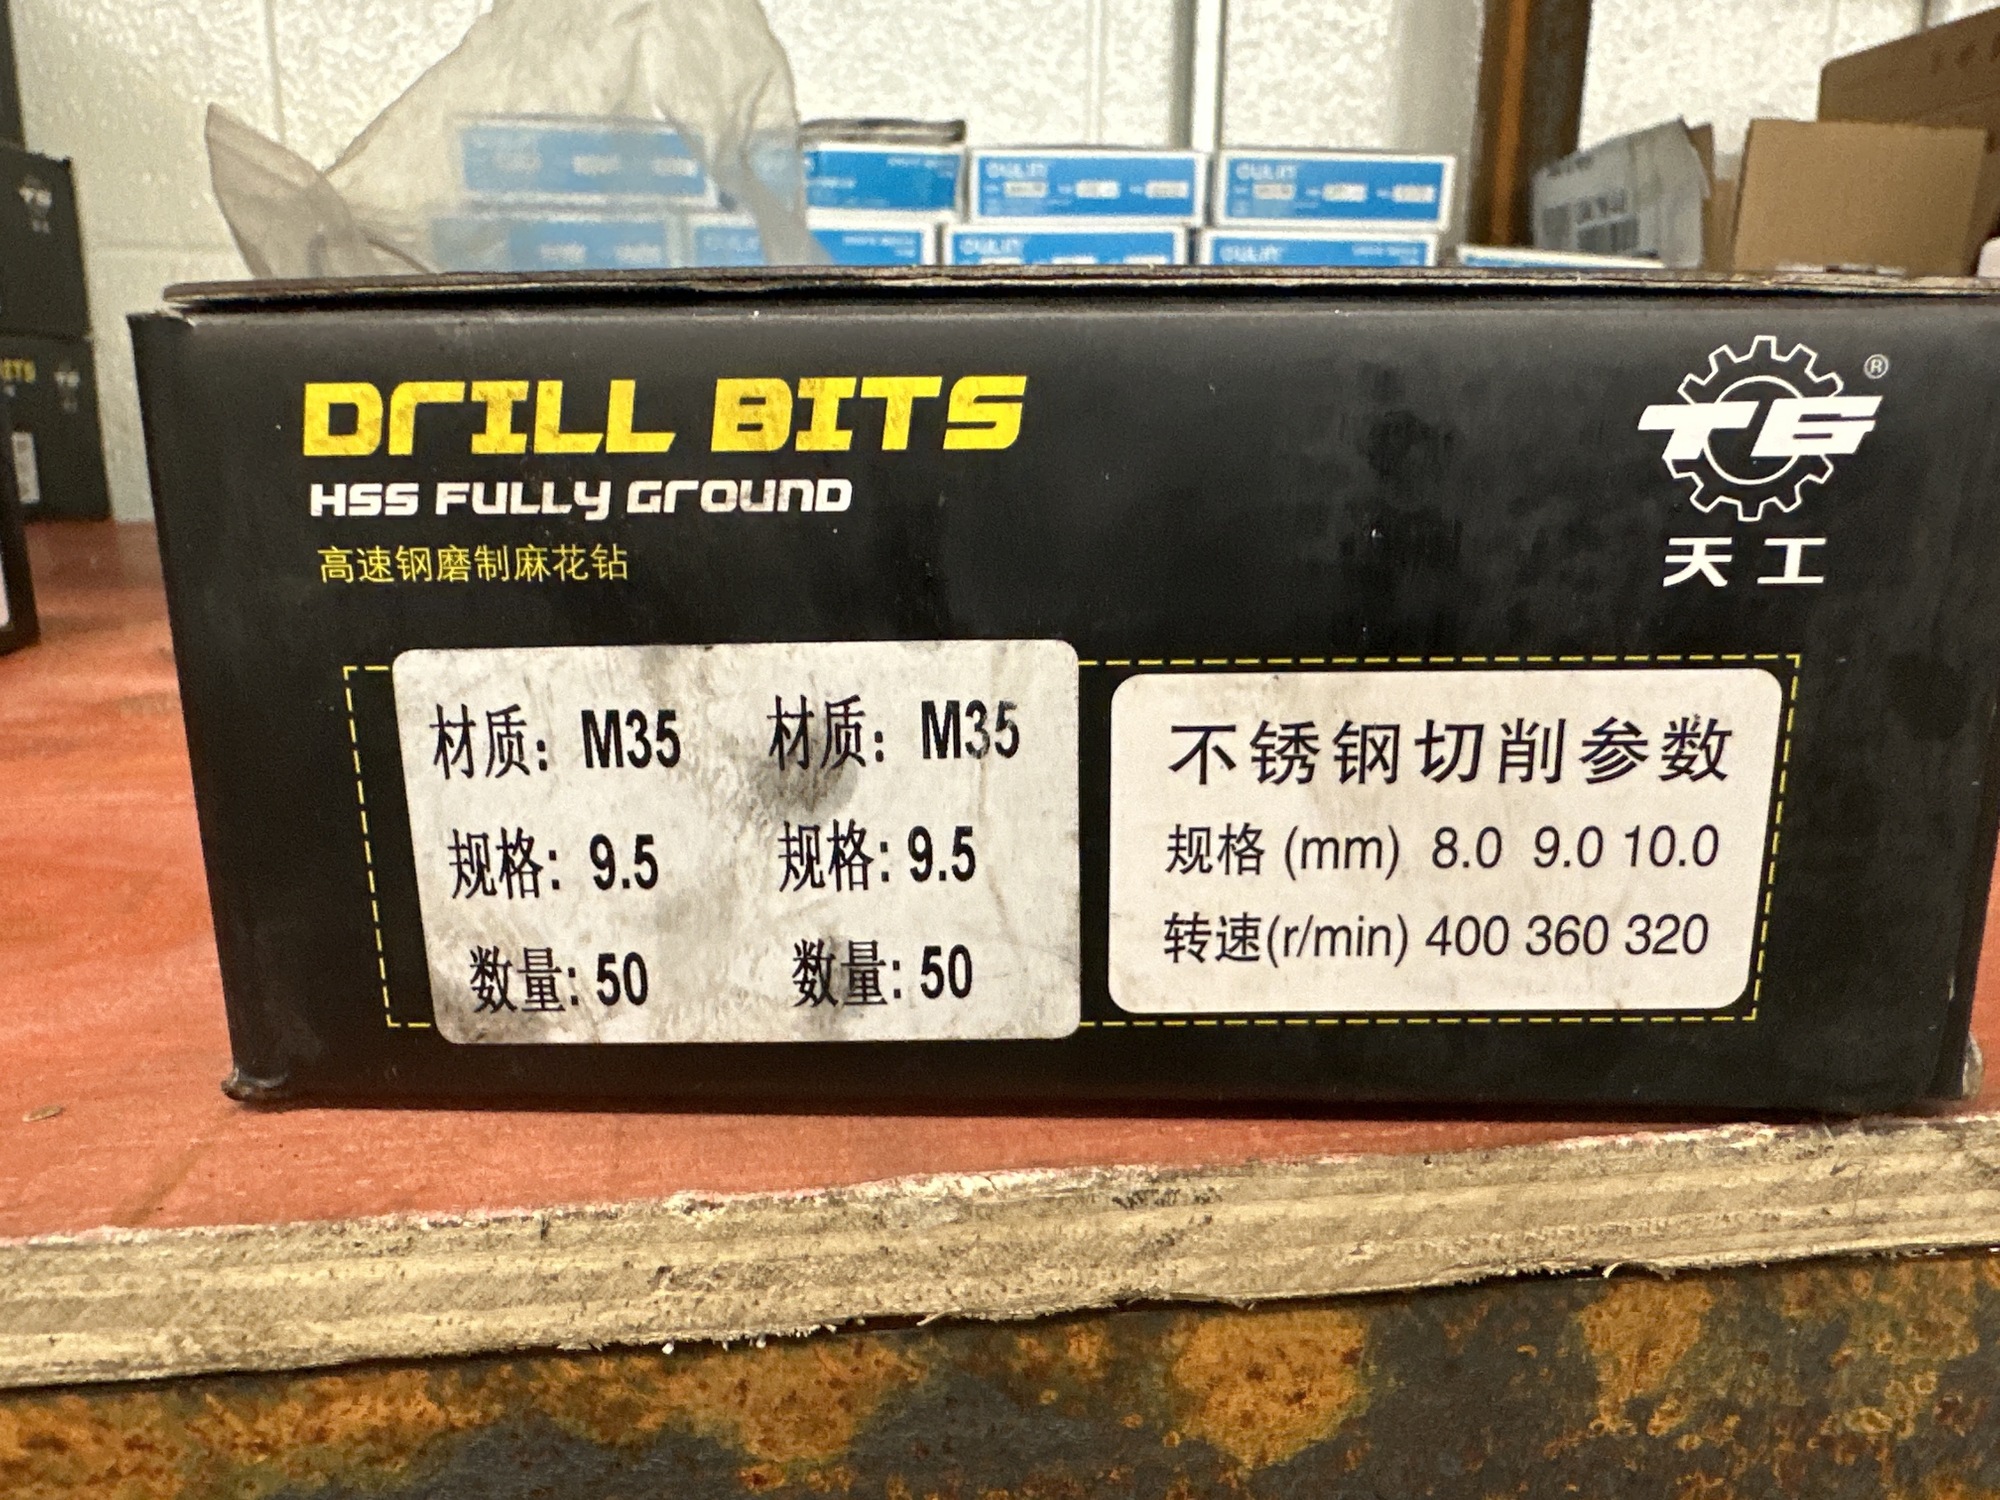 DRILL BITS
HSS FULLY GROUND
高速钢磨制麻花钻
TG®
天工
材质: M35 材质: M35
规格: 9.5 规格: 9.5
数量: 50 数量: 50
不锈钢切削参数
规格 (mm) 8.0 9.0 10.0
转速(r/min) 400 360 320